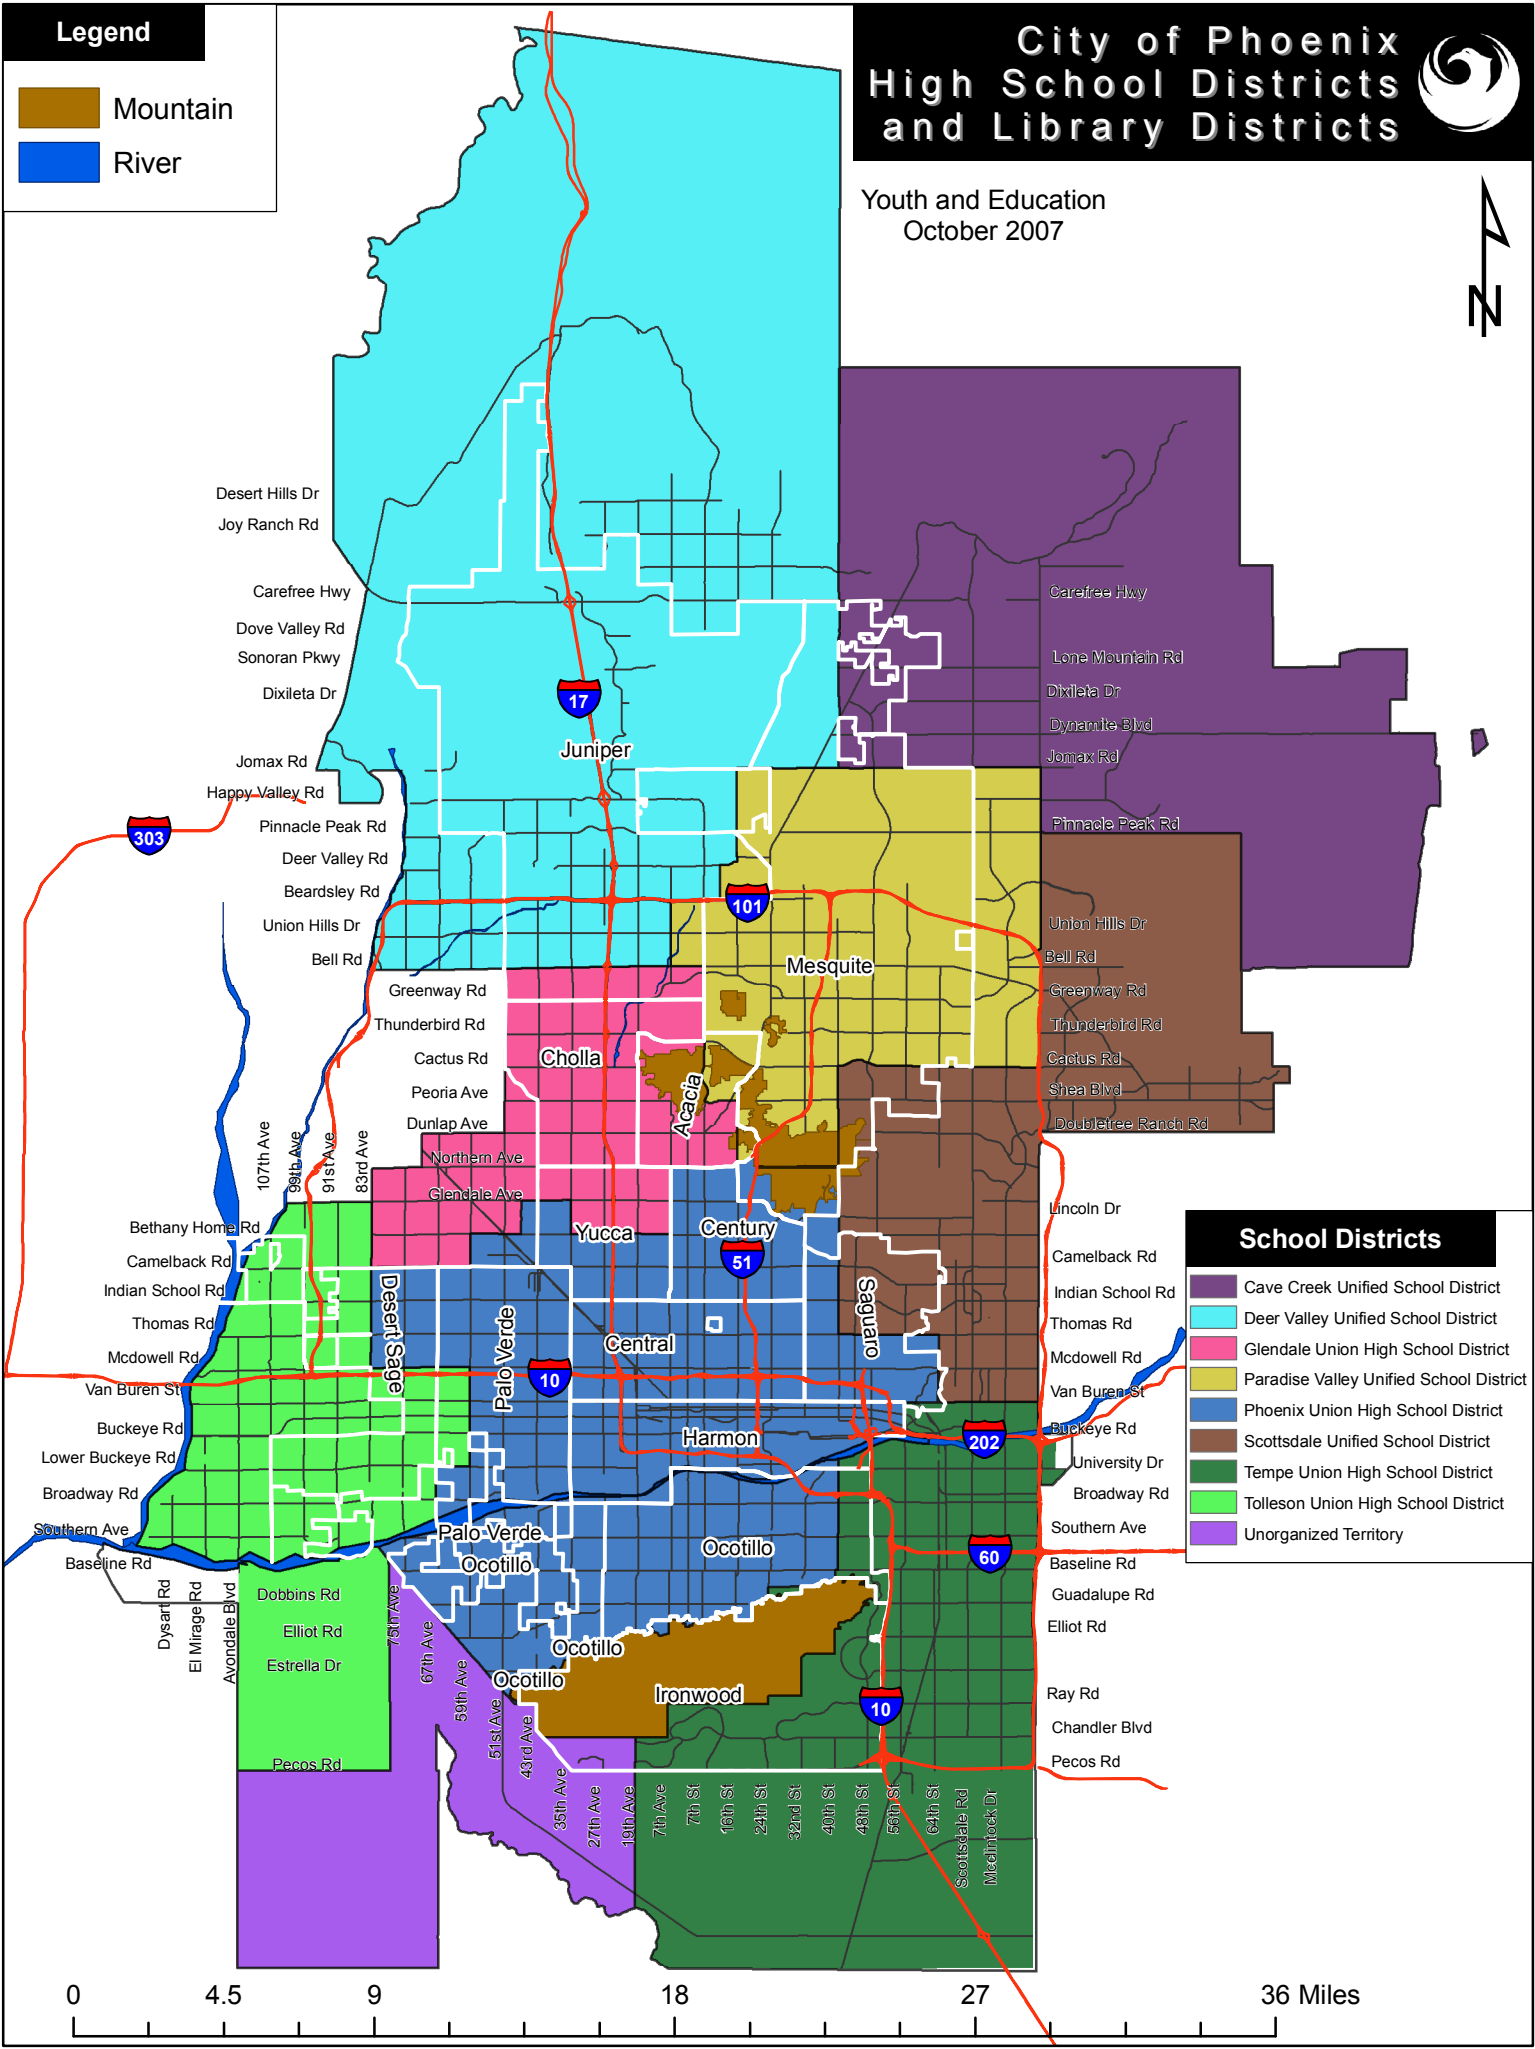 Legend
Mountain
River
City of Phoenix
High School Districts
and Library Districts
Youth and Education
October 2007
N
Desert Hills Dr
Joy Ranch Rd
Carefree Hwy
Dove Valley Rd
Sonoran Pkwy
Dixileta Dr
Jomax Rd
Happy Valley Rd
Pinnacle Peak Rd
Deer Valley Rd
Beardsley Rd
Union Hills Dr
Bell Rd
Greenway Rd
Thunderbird Rd
Cactus Rd
Peoria Ave
Dunlap Ave
Northern Ave
Glendale Ave
107th Ave
99th Ave
91st Ave
83rd Ave
Bethany Home Rd
Camelback Rd
Indian School Rd
Thomas Rd
Mcdowell Rd
Van Buren St
Buckeye Rd
Lower Buckeye Rd
Broadway Rd
Southern Ave
Baseline Rd
Dobbins Rd
Elliot Rd
Estrella Dr
Pecos Rd
Dysart Rd
El Mirage Rd
Avondale Blvd
75th Ave
67th Ave
59th Ave
51st Ave
43rd Ave
35th Ave
27th Ave
19th Ave
7th Ave
7th St
16th St
24th St
32nd St
40th St
48th St
56th St
64th St
Scottsdale Rd
Mcclintock Dr
Carefree Hwy
Lone Mountain Rd
Dixileta Dr
Dynamite Blvd
Jomax Rd
Pinnacle Peak Rd
Union Hills Dr
Bell Rd
Greenway Rd
Thunderbird Rd
Cactus Rd
Shea Blvd
Doubletree Ranch Rd
Lincoln Dr
Camelback Rd
Indian School Rd
Thomas Rd
Mcdowell Rd
Van Buren St
Buckeye Rd
University Dr
Broadway Rd
Southern Ave
Baseline Rd
Guadalupe Rd
Elliot Rd
Ray Rd
Chandler Blvd
Pecos Rd
17
303
101
51
10
202
60
10
Juniper
Mesquite
Cholla
Acacia
Yucca
Century
Desert Sage
Palo Verde
Central
Saguaro
Harmon
Palo Verde
Ocotillo
Ocotillo
Ocotillo
Ocotillo
Ironwood
School Districts
Cave Creek Unified School District
Deer Valley Unified School District
Glendale Union High School District
Paradise Valley Unified School District
Phoenix Union High School District
Scottsdale Unified School District
Tempe Union High School District
Tolleson Union High School District
Unorganized Territory
0 4.5 9 18 27 36 Miles